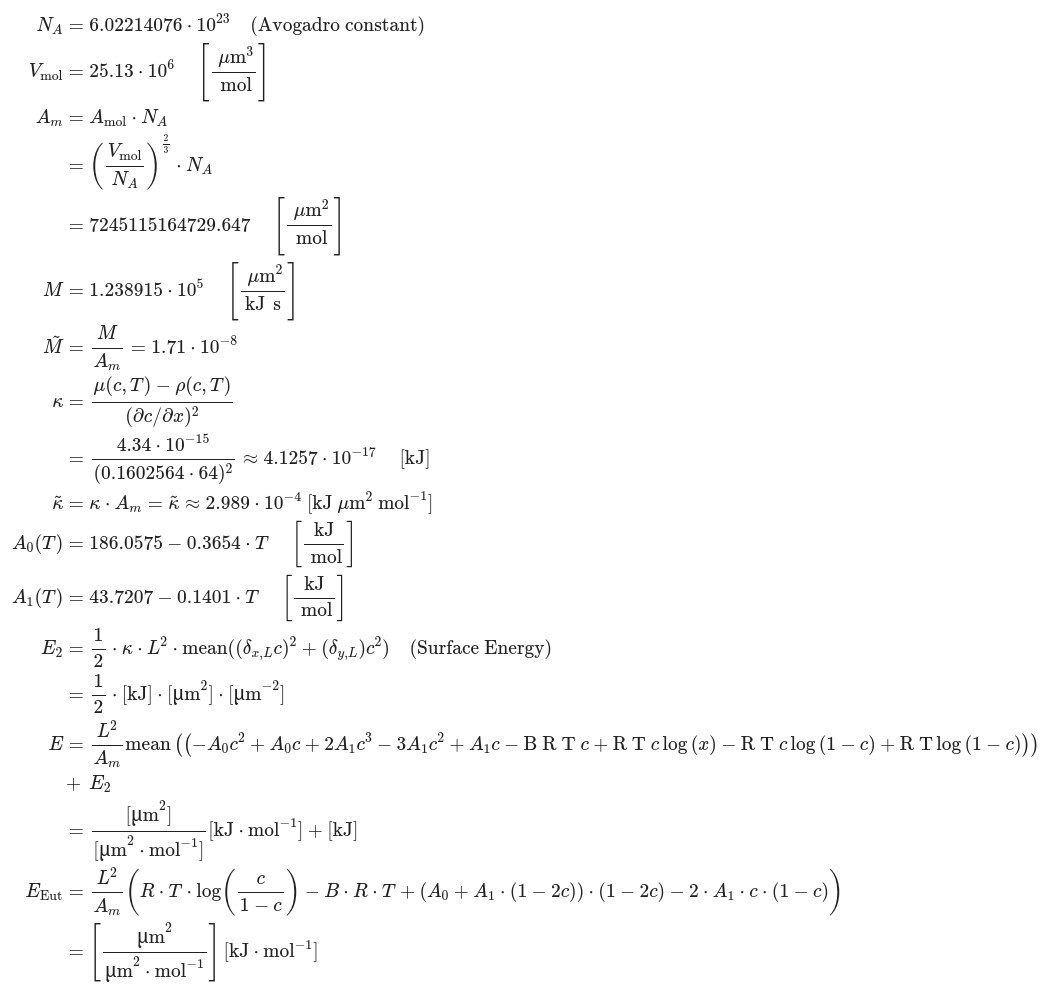 N_A = 6.02214076 · 10^23 (Avogadro constant)
V_mol = 25.13 · 10^6 [μm^3 / mol]
A_m = A_mol · N_A
= (V_mol / N_A)^(2/3) · N_A
= 7245115164729.647 [μm^2 / mol]
M = 1.238915 · 10^5 [μm^2 / kJ s]
M̃ = M / A_m = 1.71 · 10^−8
κ = μ(c, T) − ρ(c, T) / (∂c/∂x)^2
= 4.34 · 10^−15 / (0.1602564 · 64)^2 ≈ 4.1257 · 10^−17 [kJ]
κ̃ = κ · A_m = κ̃ ≈ 2.989 · 10^−4 [kJ μm^2 mol^−1]
A_0(T) = 186.0575 − 0.3654 · T [kJ / mol]
A_1(T) = 43.7207 − 0.1401 · T [kJ / mol]
E_2 = 1/2 · κ · L^2 · mean((δ_x,L c)^2 + (δ_y,L)c^2) (Surface Energy)
= 1/2 · [kJ] · [μm^2] · [μm^−2]
E = L^2 / A_m mean((−A_0c^2 + A_0c + 2A_1c^3 − 3A_1c^2 + A_1c − B R T c + R T c log (x) − R T c log (1 − c) + R T log (1 − c)))
+ E_2
= [μm^2] / [μm^2 · mol^−1] [kJ · mol^−1] + [kJ]
E_Eut = L^2 / A_m (R · T · log(c / 1 − c) − B · R · T + (A_0 + A_1 · (1 − 2c)) · (1 − 2c) − 2 · A_1 · c · (1 − c))
= [μm^2 / μm^2 · mol^−1] [kJ · mol^−1]